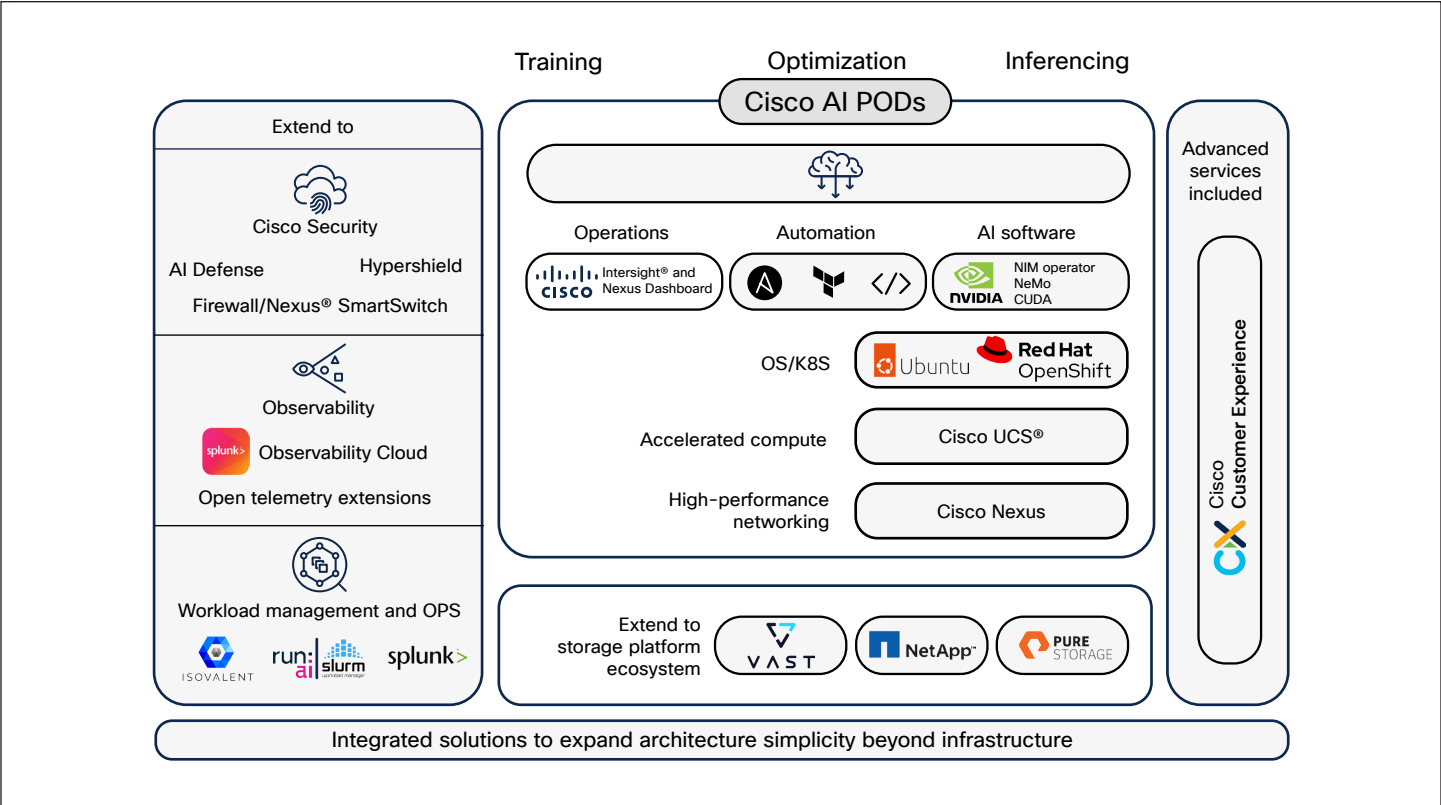 Training
Optimization
Inferencing
Cisco AI PODs
Extend to
Cisco Security
AI Defense
Hypershield
Firewall/Nexus® SmartSwitch
Observability
splunk>
Observability Cloud
Open telemetry extensions
Workload management and OPS
ISOVALENT
run:
ai
slurm
workload manager
splunk>
Operations
Automation
AI software
CISCO
Intersight® and
Nexus Dashboard
A
</>
NVIDIA
NIM operator
NeMo
CUDA
OS/K8S
Ubuntu
Red Hat
OpenShift
Accelerated compute
Cisco UCS®
High-performance
networking
Cisco Nexus
Extend to
storage platform
ecosystem
VAST
NetApp™
PURE
STORAGE
Advanced
services
included
CX
Cisco
Customer Experience
Integrated solutions to expand architecture simplicity beyond infrastructure